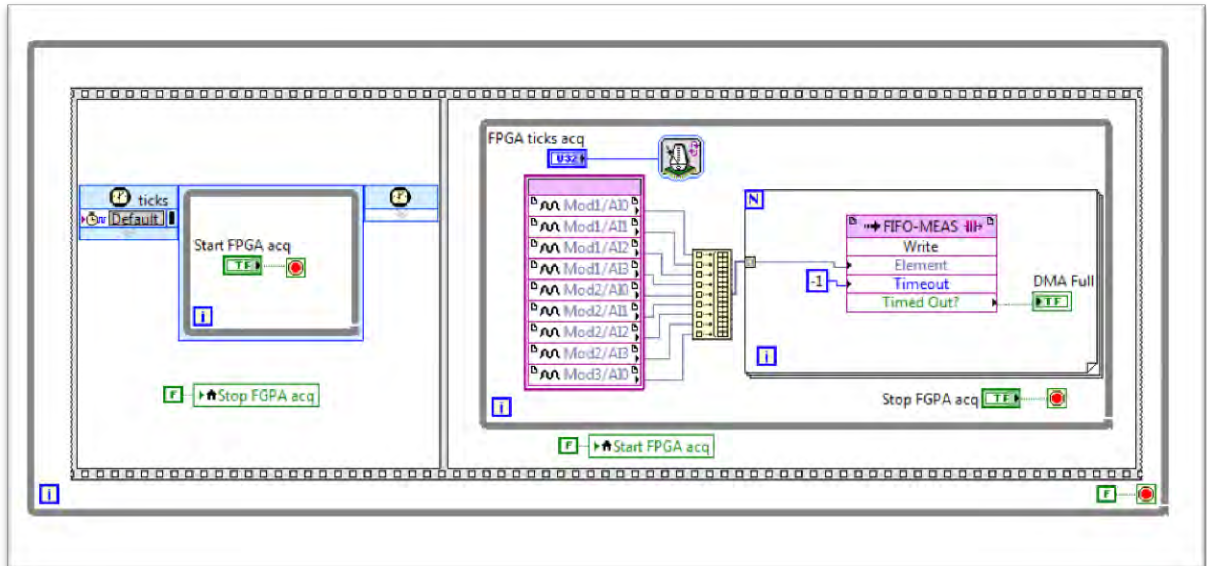 ticks
Default
Start FPGA acq
TF
i
F
Stop FGPA acq
FPGA ticks acq
U32
Mod1/AI0
Mod1/AI1
Mod1/AI2
Mod1/AI3
Mod2/AI0
Mod2/AI1
Mod2/AI2
Mod2/AI3
Mod3/AI0
N
FIFO-MEAS
Write
Element
-1
Timeout
Timed Out?
DMA Full
TF
i
Stop FGPA acq
TF
i
F
Start FPGA acq
i
F